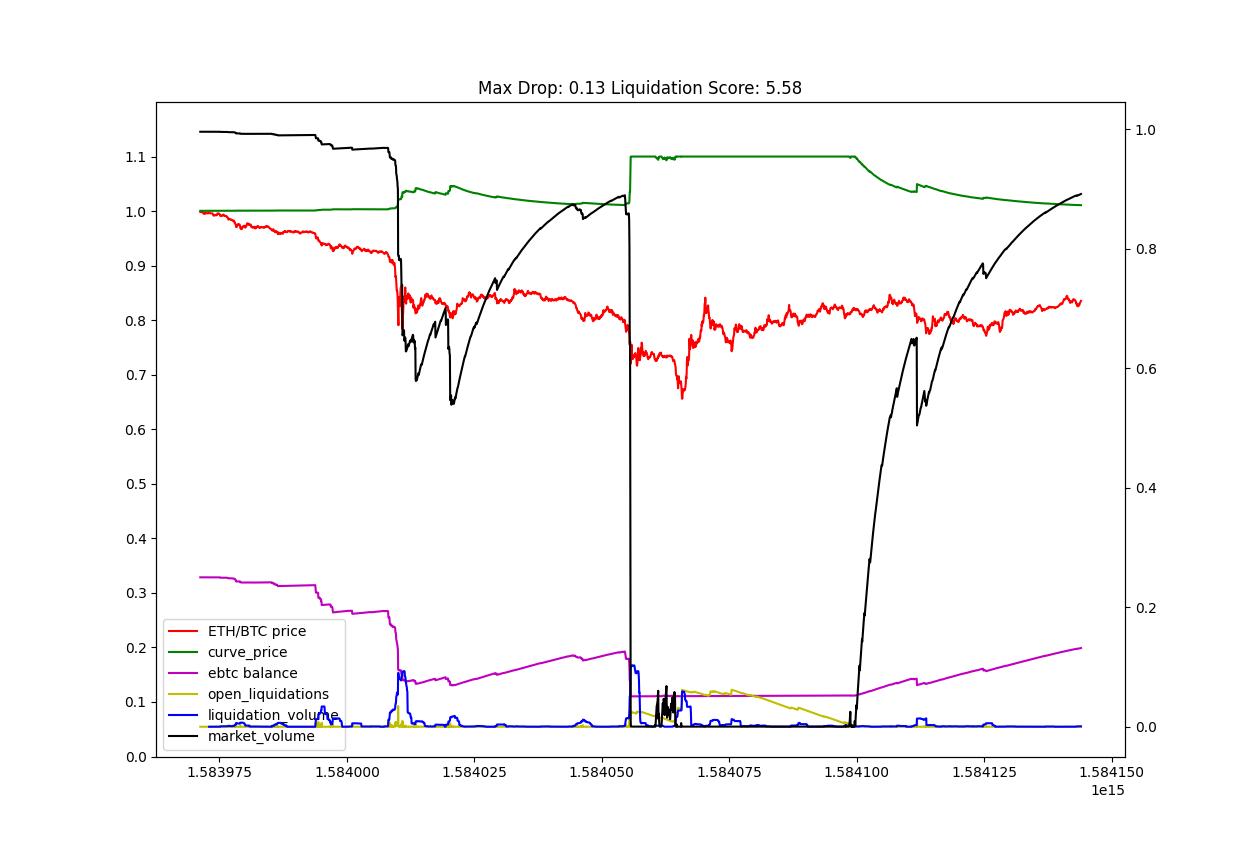 Max Drop: 0.13 Liquidation Score: 5.58
1.1
1.0
0.9
0.8
0.7
0.6
0.5
0.4
0.3
0.2
0.1
0.0
1.0
0.8
0.6
0.4
0.2
0.0
ETH/BTC price
curve_price
ebtc balance
open_liquidations
liquidation_volume
market_volume
1.583975 1.584000 1.584025 1.584050 1.584075 1.584100 1.584125 1.584150
1e15